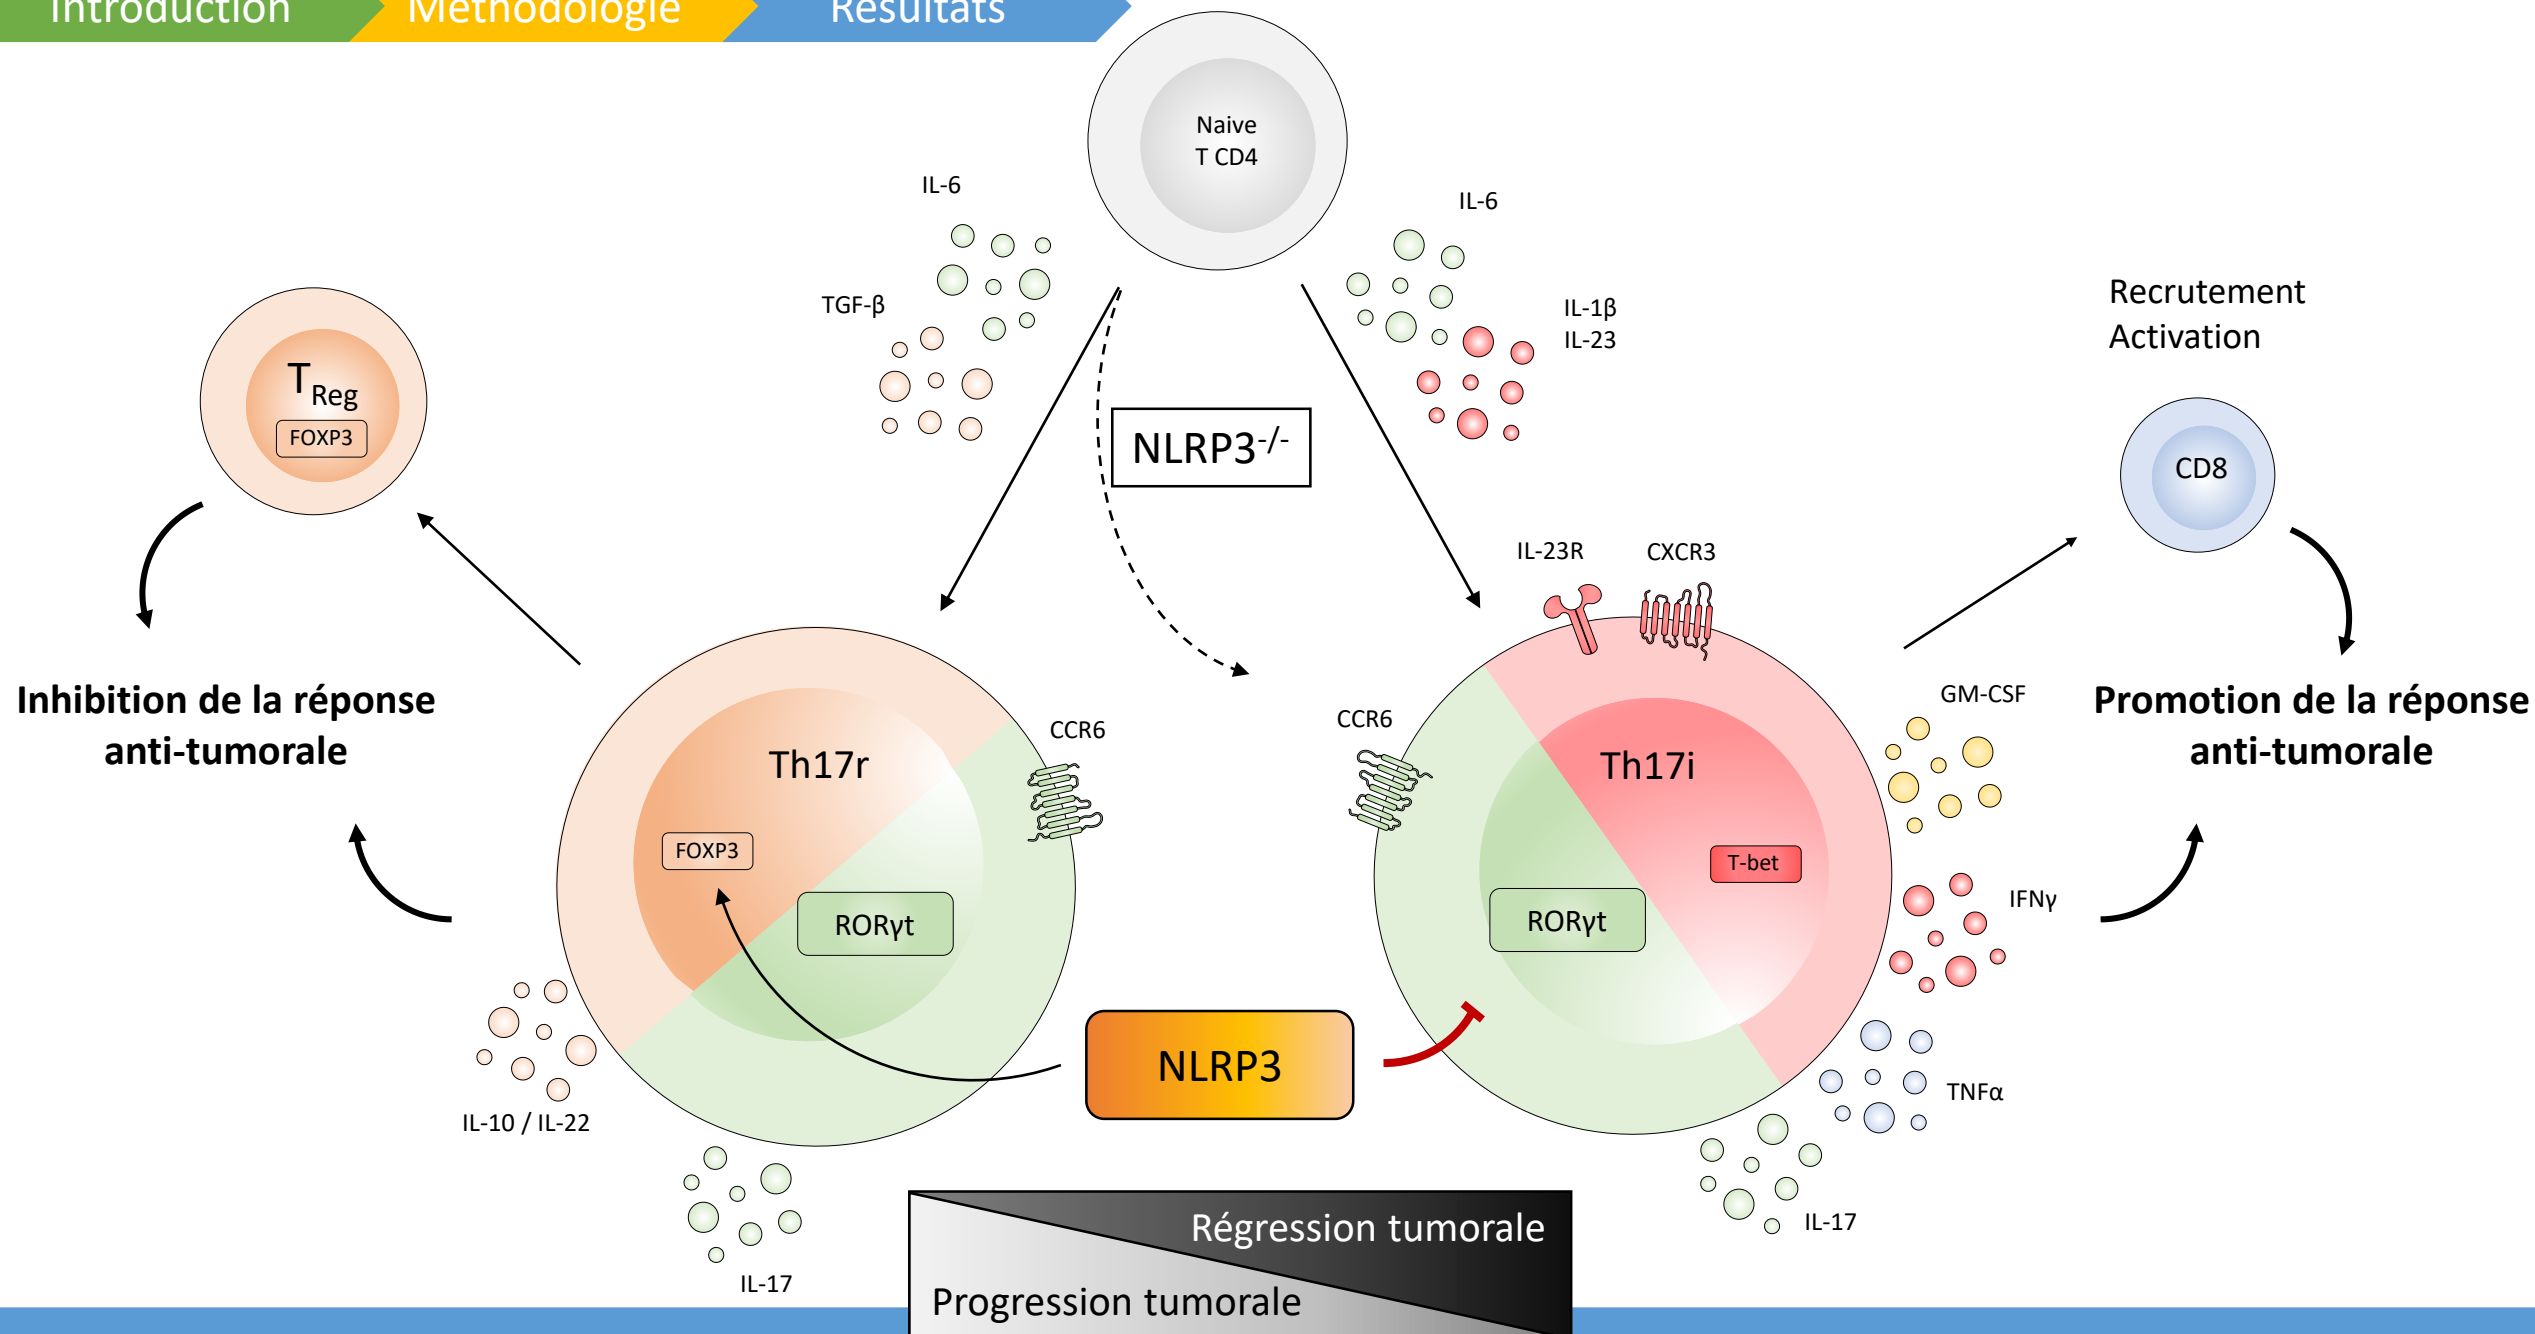 Introduction
Méthodologie
Résultats
Naive
T CD4
IL-6
IL-6
TGF-β
IL-1β
IL-23
Recrutement
Activation
T Reg
FOXP3
NLRP3-/-
CD8
IL-23R
CXCR3
Inhibition de la réponse
anti-tumorale
CCR6
CCR6
GM-CSF
Promotion de la réponse
anti-tumorale
Th17r
Th17i
FOXP3
T-bet
RORγt
RORγt
IFNγ
NLRP3
TNFα
IL-10 / IL-22
IL-17
IL-17
Régression tumorale
Progression tumorale